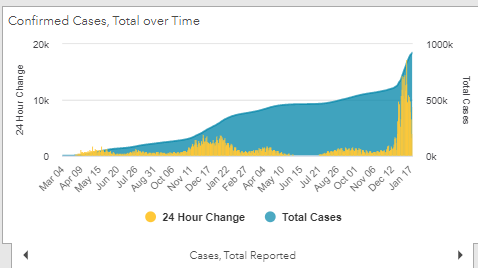 Confirmed Cases, Total over Time
20k
10k
0
24 Hour Change
1000k
500k
0k
Total Cases
Mar 04
Apr 09
May 15
Jun 20
Jul 26
Aug 31
Oct 06
Nov 11
Dec 17
Jan 22
Feb 27
Apr 04
May 10
Jun 15
Jul 21
Aug 26
Oct 01
Nov 06
Dec 12
Jan 17
24 Hour Change
Total Cases
Cases, Total Reported